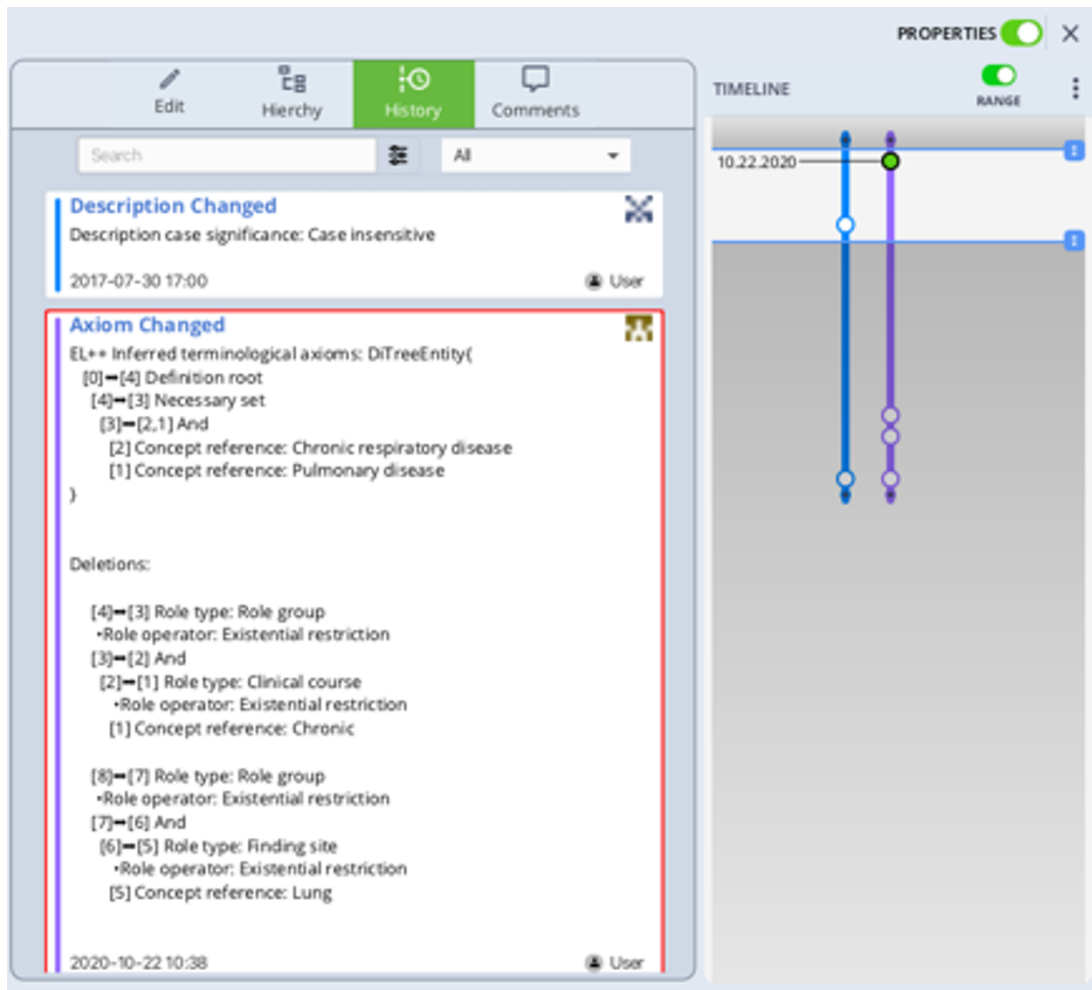 PROPERTIES
Edit
Hierchy
History
Comments
TIMELINE
RANGE
Search
All
10.22.2020
Description Changed
Description case significance: Case insensitive
2017-07-30 17:00
User
Axiom Changed
EL++ Inferred terminological axioms: DiTreeEntity{
[0]➞[4] Definition root
[4]➞[3] Necessary set
[3]➞[2,1] And
[2] Concept reference: Chronic respiratory disease
[1] Concept reference: Pulmonary disease
}
Deletions:
[4]➞[3] Role type: Role group
•Role operator: Existential restriction
[3]➞[2] And
[2]➞[1] Role type: Clinical course
•Role operator: Existential restriction
[1] Concept reference: Chronic
[8]➞[7] Role type: Role group
•Role operator: Existential restriction
[7]➞[6] And
[6]➞[5] Role type: Finding site
•Role operator: Existential restriction
[5] Concept reference: Lung
2020-10-22 10:38
User